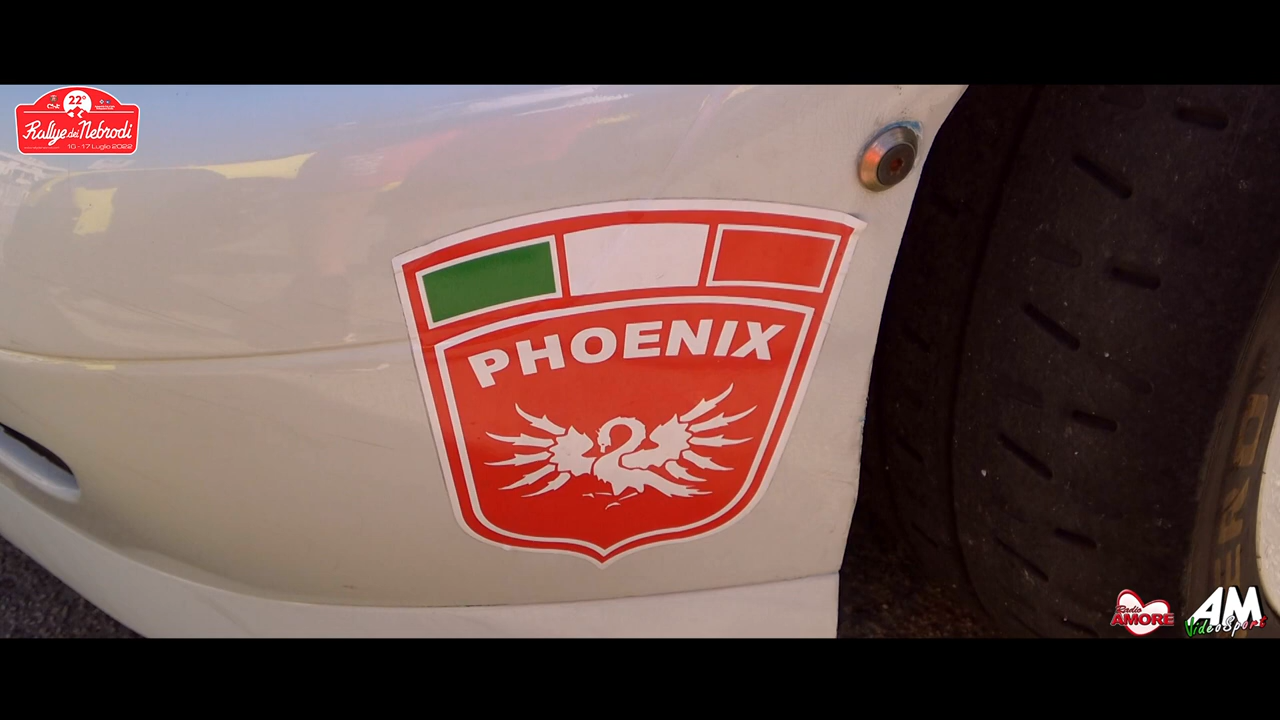 22°
Rallye dei Nebrodi
10 - 17 Luglio 2022
PHOENIX
Radio
AMORE
AM
VideoSport